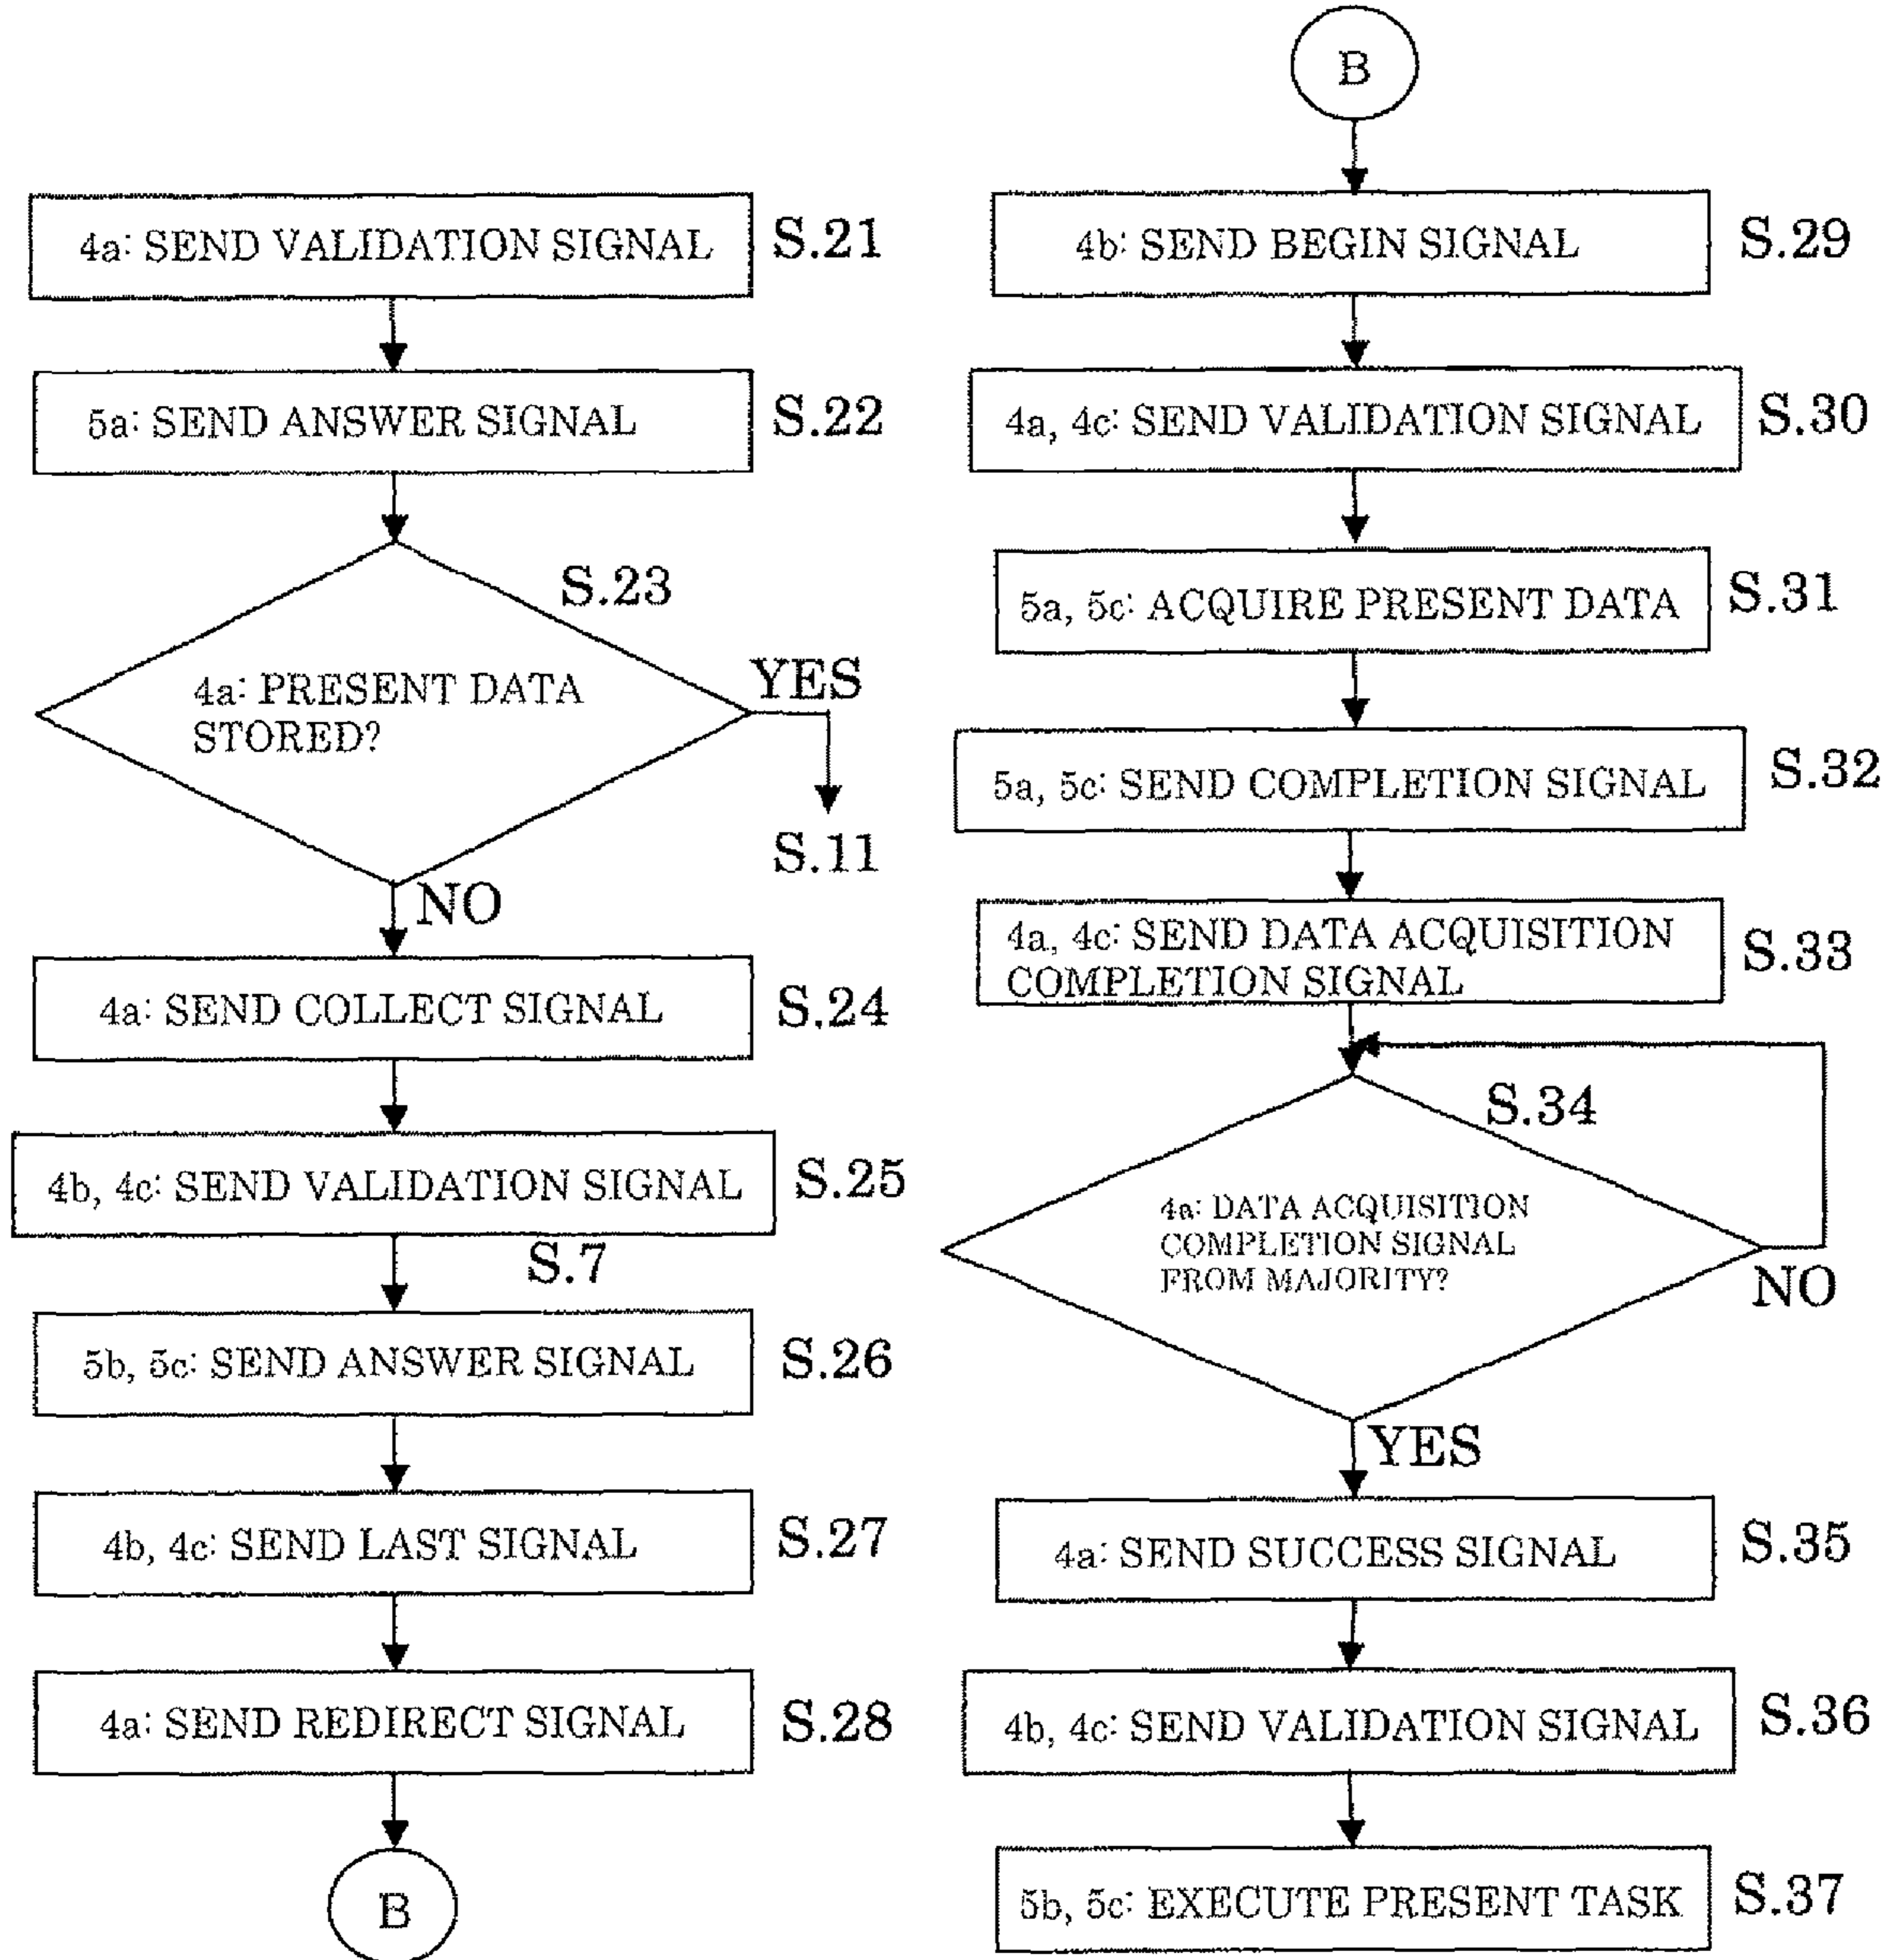 4a: SEND VALIDATION SIGNAL
S.21
5a: SEND ANSWER SIGNAL
S.22
S.23
4a: PRESENT DATA
STORED?
YES
S.11
NO
4a: SEND COLLECT SIGNAL
S.24
4b, 4c: SEND VALIDATION SIGNAL
S.25
S.7
5b, 5c: SEND ANSWER SIGNAL
S.26
4b, 4c: SEND LAST SIGNAL
S.27
4a: SEND REDIRECT SIGNAL
S.28
B
B
4b: SEND BEGIN SIGNAL
S.29
4a, 4c: SEND VALIDATION SIGNAL
S.30
5a, 5c: ACQUIRE PRESENT DATA
S.31
5a, 5c: SEND COMPLETION SIGNAL
S.32
4a, 4c: SEND DATA ACQUISITION
COMPLETION SIGNAL
S.33
S.34
4a: DATA ACQUISITION
COMPLETION SIGNAL
FROM MAJORITY?
NO
YES
4a: SEND SUCCESS SIGNAL
S.35
4b, 4c: SEND VALIDATION SIGNAL
S.36
5b, 5c: EXECUTE PRESENT TASK
S.37